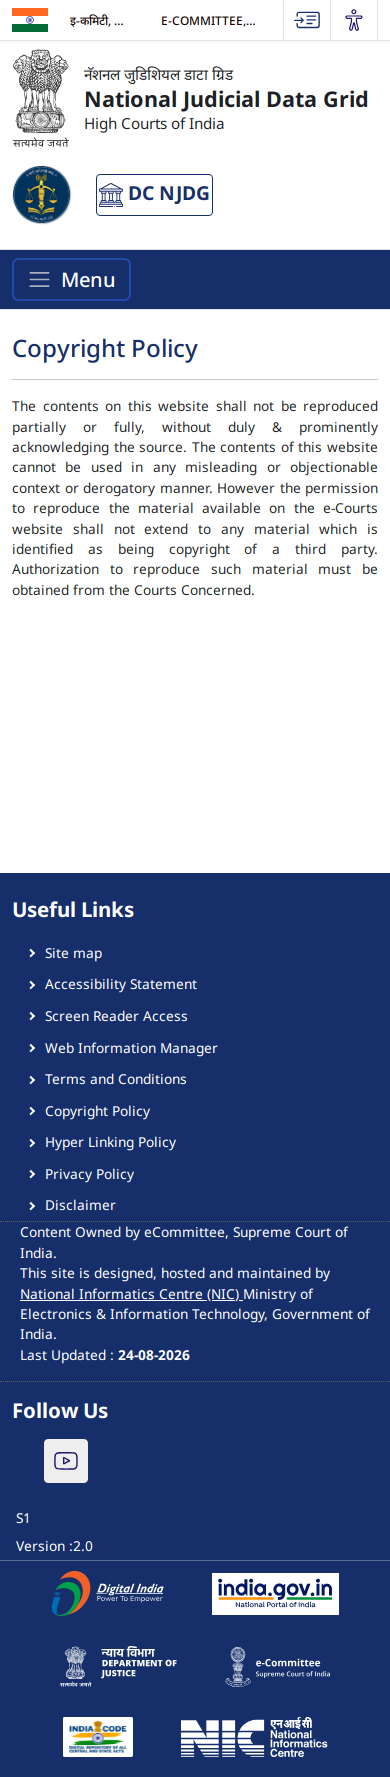 इ-कमिटी, ...
E-COMMITTEE,...
नॅशनल जुडिशियल डाटा ग्रिड
National Judicial Data Grid
High Courts of India
सत्यमेव जयते
DC NJDG
Menu
Copyright Policy
The contents on this website shall not be reproduced
partially or fully, without duly & prominently
acknowledging the source. The contents of this website
cannot be used in any misleading or objectionable
context or derogatory manner. However the permission
to reproduce the material available on the e-Courts
website shall not extend to any material which is
identified as being copyright of a third party.
Authorization to reproduce such material must be
obtained from the Courts Concerned.
Useful Links
Site map
Accessibility Statement
Screen Reader Access
Web Information Manager
Terms and Conditions
Copyright Policy
Hyper Linking Policy
Privacy Policy
Disclaimer
Content Owned by eCommittee, Supreme Court of
India.
This site is designed, hosted and maintained by
National Informatics Centre (NIC) Ministry of
Electronics & Information Technology, Government of
India.
Last Updated : 24-08-2026
Follow Us
S1
Version :2.0
Digital India
Power To Empower
india.gov.in
National Portal of India
न्याय विभाग
DEPARTMENT OF
JUSTICE
सत्यमेव जयते
e-Committee
Supreme Court of India
INDIA CODE
DIGITAL REPOSITORY OF ALL
CENTRAL AND STATE ACTS
NIC
एनआईसी
National
Informatics
Centre